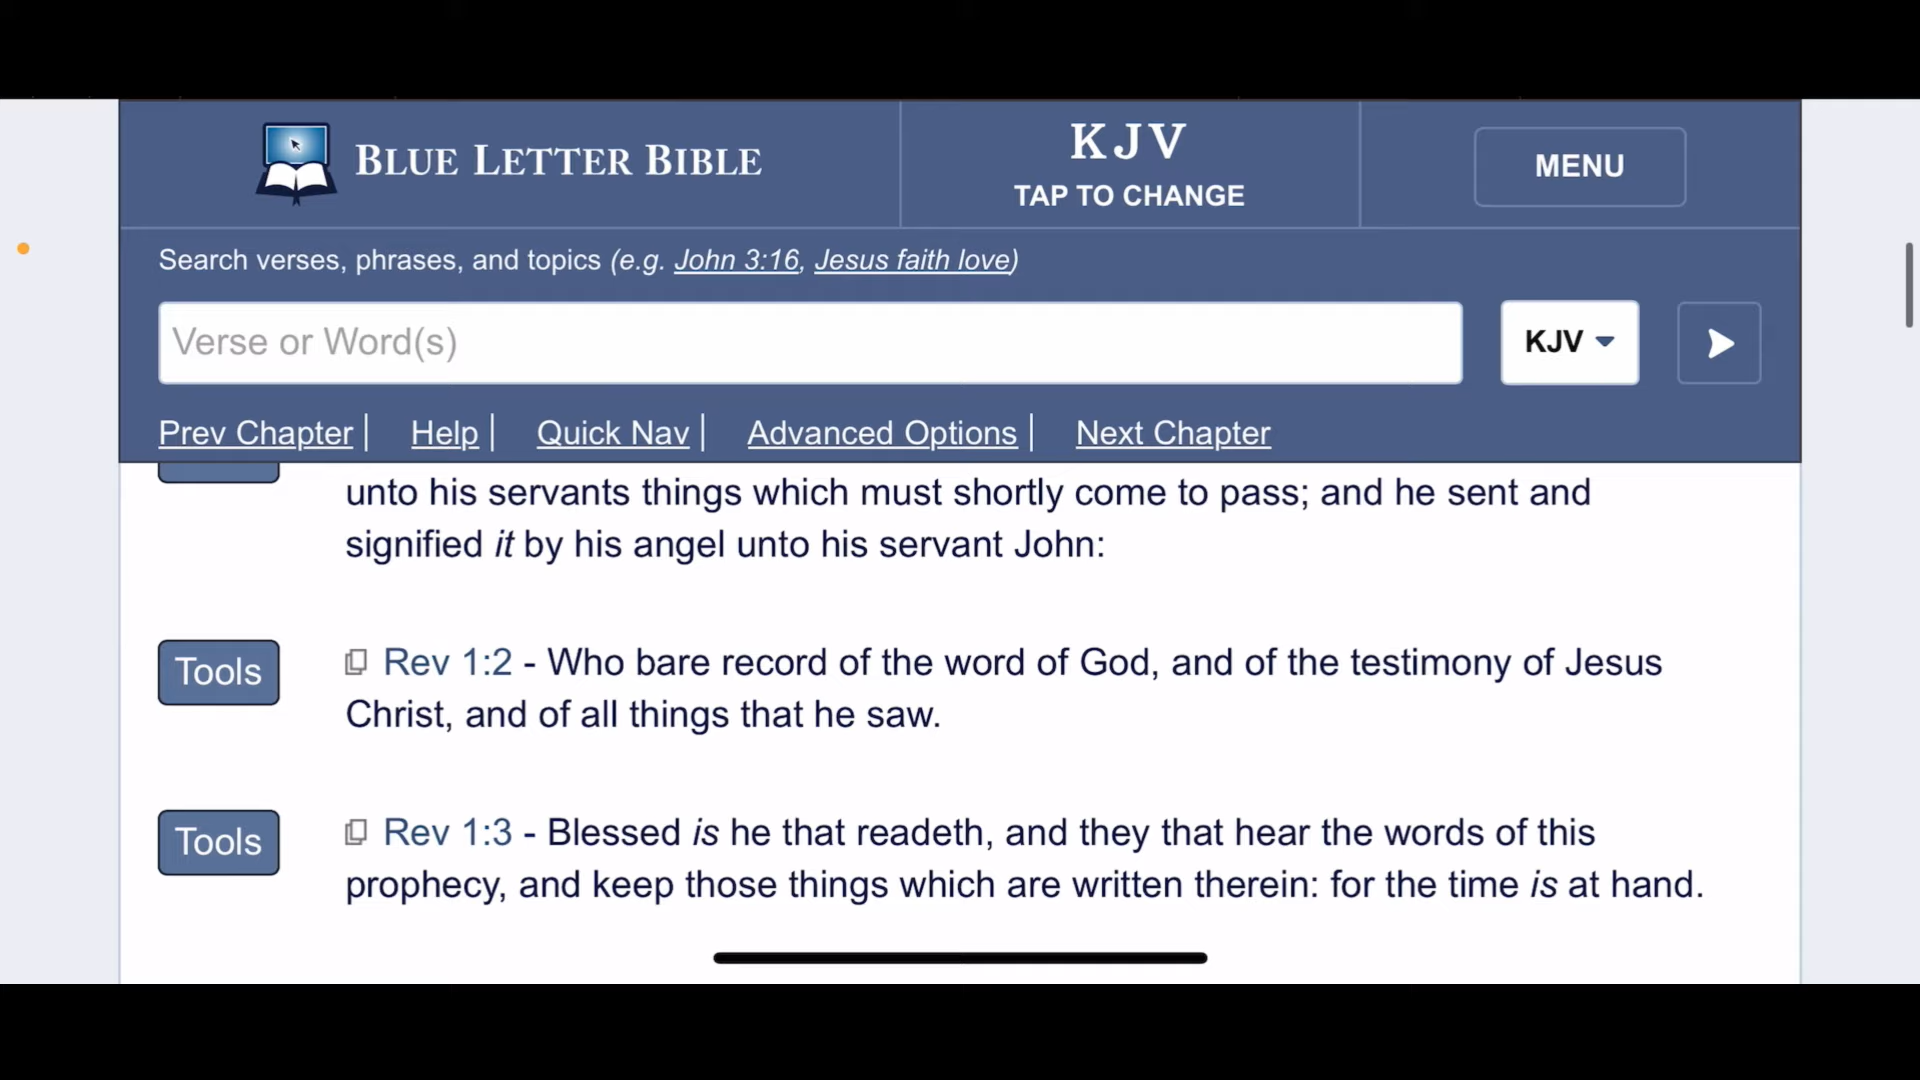 BLUE LETTER BIBLE
KJV
TAP TO CHANGE
MENU
Search verses, phrases, and topics (e.g. John 3:16, Jesus faith love)
Verse or Word(s)
KJV
Prev Chapter | Help | Quick Nav | Advanced Options | Next Chapter
unto his servants things which must shortly come to pass; and he sent and
signified it by his angel unto his servant John:
Tools
Rev 1:2 - Who bare record of the word of God, and of the testimony of Jesus
Christ, and of all things that he saw.
Tools
Rev 1:3 - Blessed is he that readeth, and they that hear the words of this
prophecy, and keep those things which are written therein: for the time is at hand.